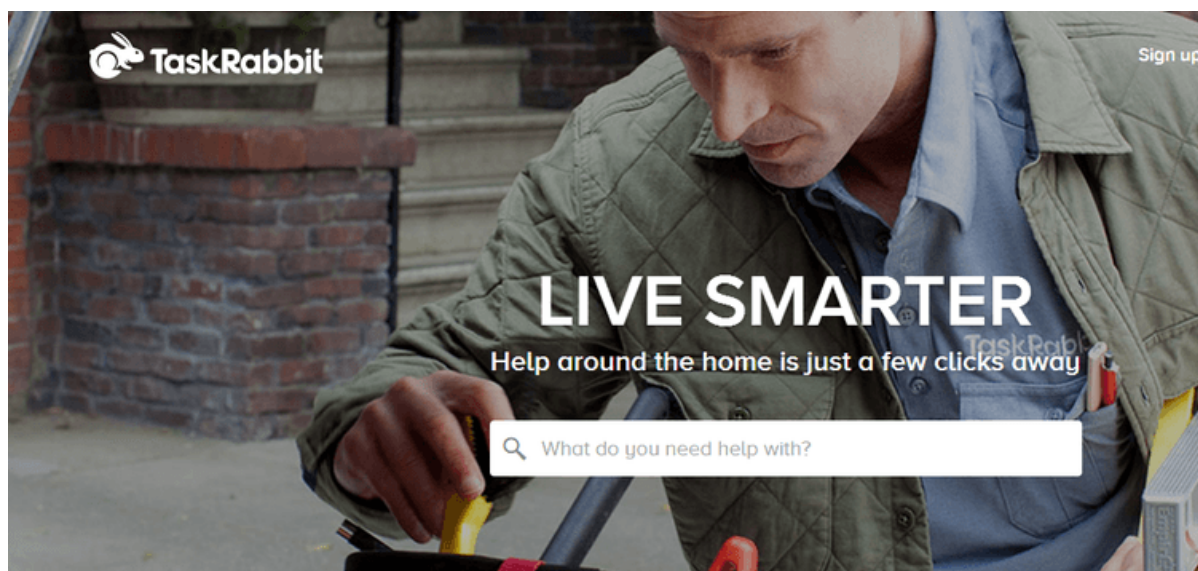 TaskRabbit
Sign up
LIVE SMARTER
Help around the home is just a few clicks away
TaskRabb
What do you need help with?